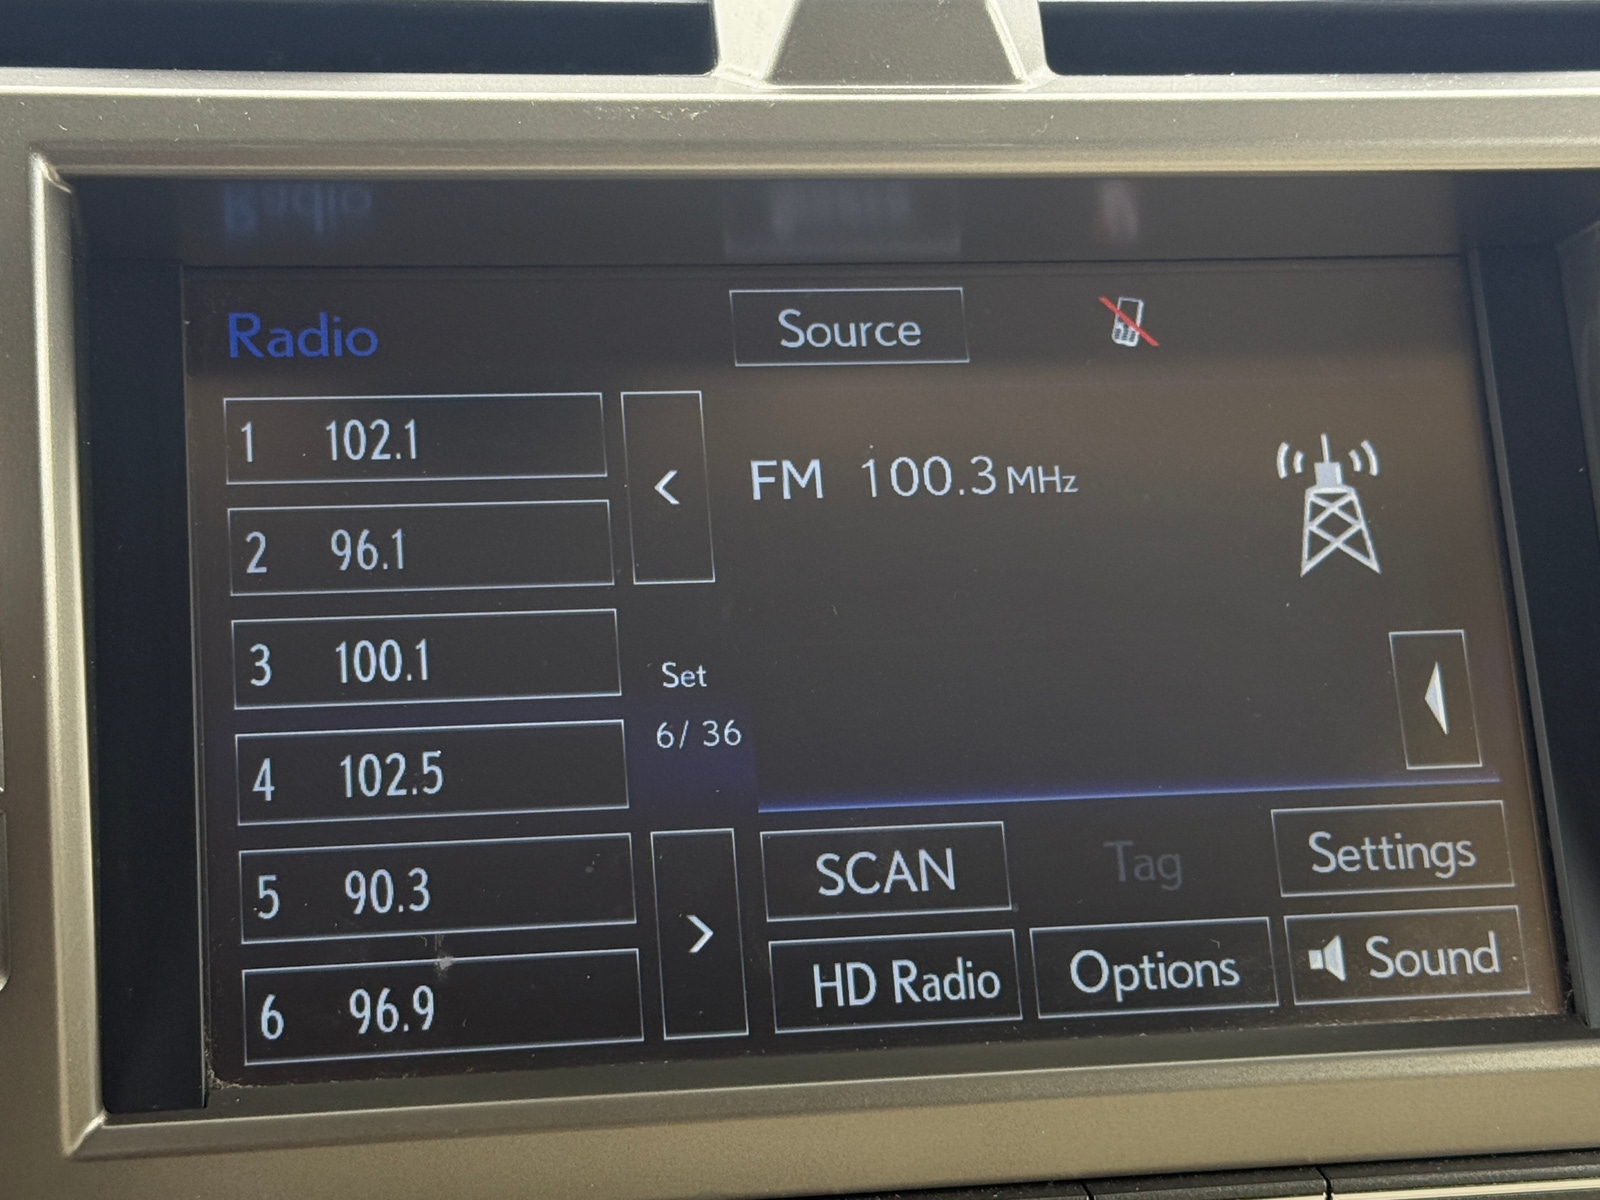 Radio
Source
1 102.1
2 96.1
3 100.1
4 102.5
5 90.3
6 96.9
<
Set
6/ 36
>
FM 100.3 MHz
SCAN
Tag
Settings
HD Radio
Options
Sound